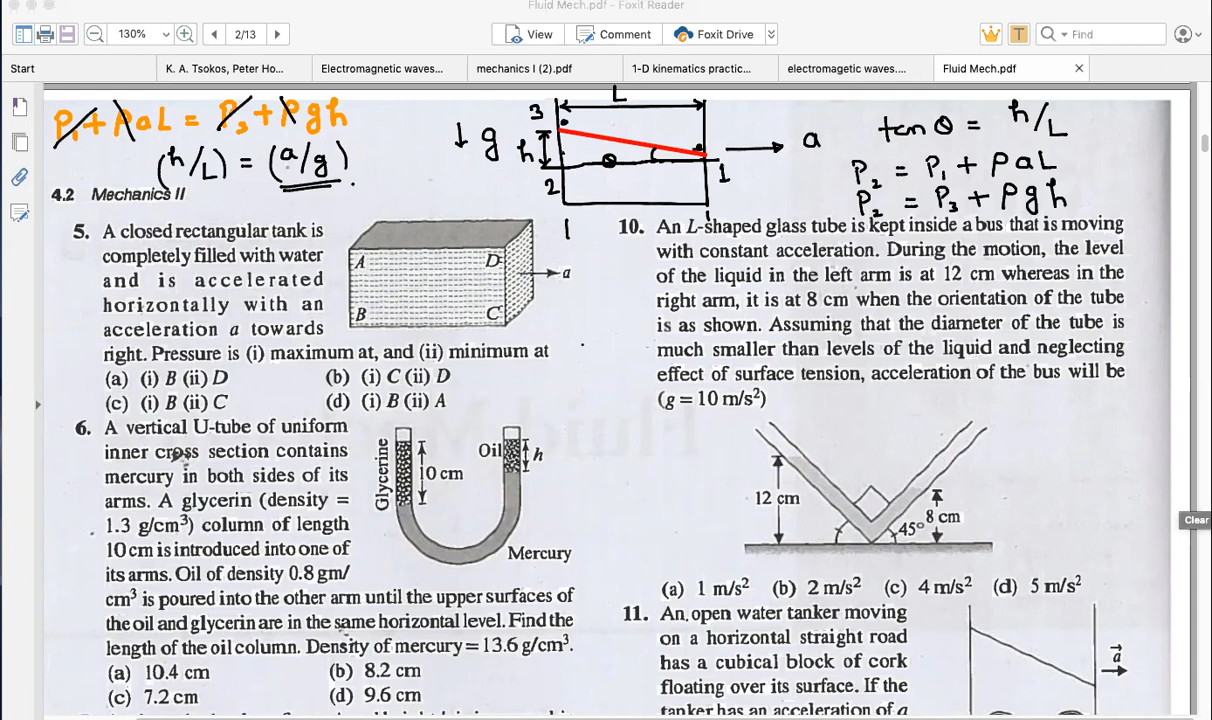 Fluid Mech.pdf - Foxit Reader
130%
2/13
View
Comment
Foxit Drive
T
Find
Start
K. A. Tsokos, Peter Ho...
Electromagnetic waves...
mechanics I (2).pdf
1-D kinematics practic...
electromagetic waves....
Fluid Mech.pdf
P₁ + ρaL = P₃ + ρgh
(h/L) = (a/g)
↓ g
3
L
h
θ
2
1
a
tan θ = h/L
P₂ = P₁ + ρaL
P₂ = P₃ + ρgh
4.2 Mechanics II
5. A closed rectangular tank is
completely filled with water
and is accelerated
horizontally with an
acceleration a towards
right. Pressure is (i) maximum at, and (ii) minimum at
(a) (i) B (ii) D
(b) (i) C (ii) D
(c) (i) B (ii) C
(d) (i) B (ii) A
A
D
B
C
a
6. A vertical U-tube of uniform
inner cross section contains
mercury in both sides of its
arms. A glycerin (density =
1.3 g/cm³) column of length
10 cm is introduced into one of
its arms. Oil of density 0.8 gm/
cm³ is poured into the other arm until the upper surfaces of
the oil and glycerin are in the same horizontal level. Find the
length of the oil column. Density of mercury = 13.6 g/cm³.
(a) 10.4 cm
(b) 8.2 cm
(c) 7.2 cm
(d) 9.6 cm
Glycerine
10 cm
Oil
h
Mercury
10. An L-shaped glass tube is kept inside a bus that is moving
with constant acceleration. During the motion, the level
of the liquid in the left arm is at 12 cm whereas in the
right arm, it is at 8 cm when the orientation of the tube
is as shown. Assuming that the diameter of the tube is
much smaller than levels of the liquid and neglecting
effect of surface tension, acceleration of the bus will be
(g = 10 m/s²)
12 cm
45°
8 cm
(a) 1 m/s² (b) 2 m/s² (c) 4 m/s² (d) 5 m/s²
11. An open water tanker moving
on a horizontal straight road
has a cubical block of cork
floating over its surface. If the
tanker has an acceleration of a
a
Clear